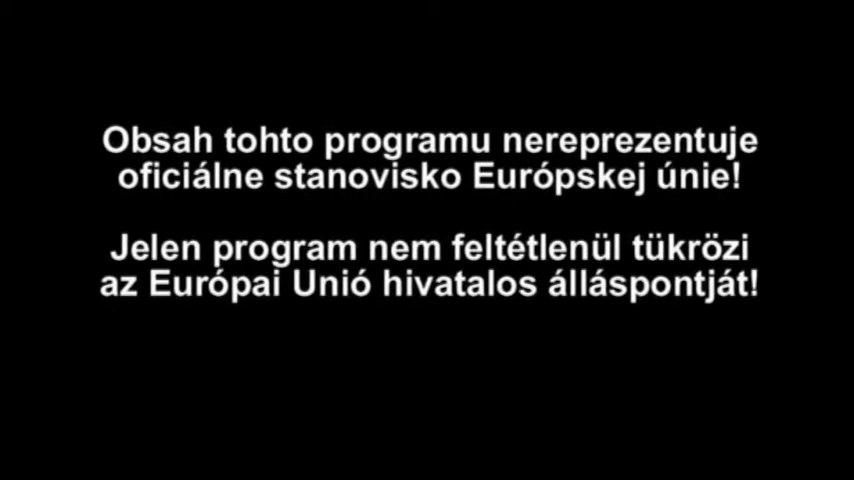 Obsah tohto programu nereprezentuje
oficiálne stanovisko Európskej únie!
Jelen program nem feltétlenül tükrözi
az Európai Unió hivatalos álláspontját!